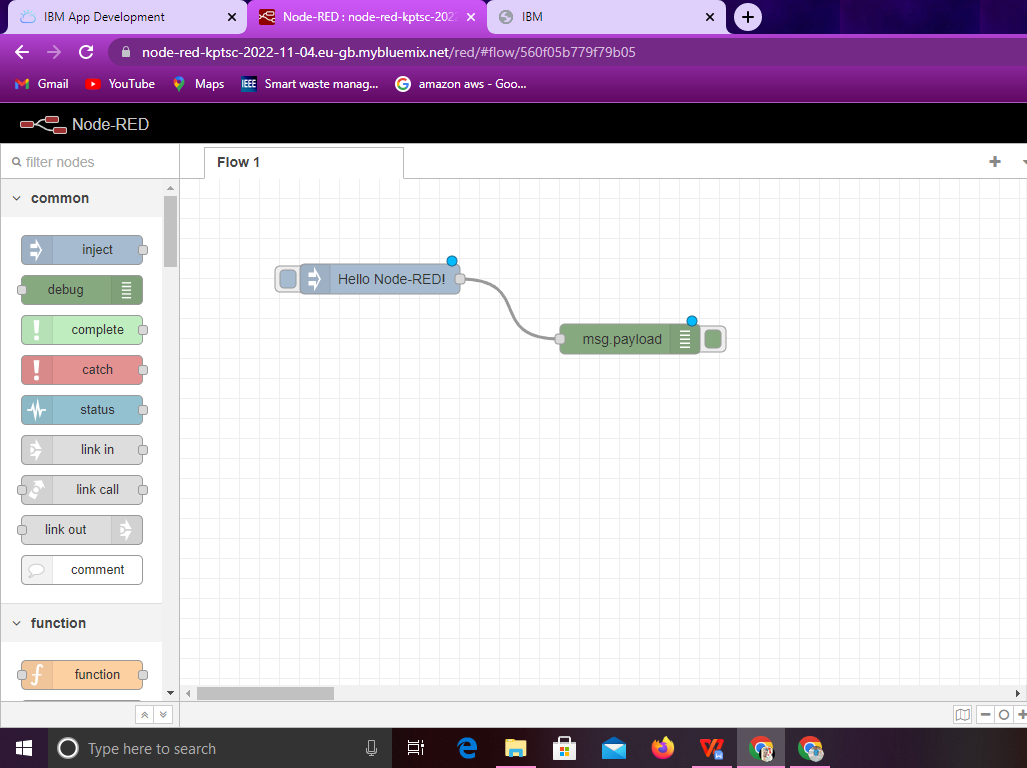 IBM App Development
Node-RED : node-red-kptsc-202
IBM
node-red-kptsc-2022-11-04.eu-gb.mybluemix.net/red/#flow/560f05b779f79b05
Gmail
YouTube
Maps
IEEE
Smart waste manag...
amazon aws - Goo...
Node-RED
filter nodes
Flow 1
common
inject
debug
complete
catch
status
link in
link call
link out
comment
function
function
Hello Node-RED!
msg.payload
Type here to search